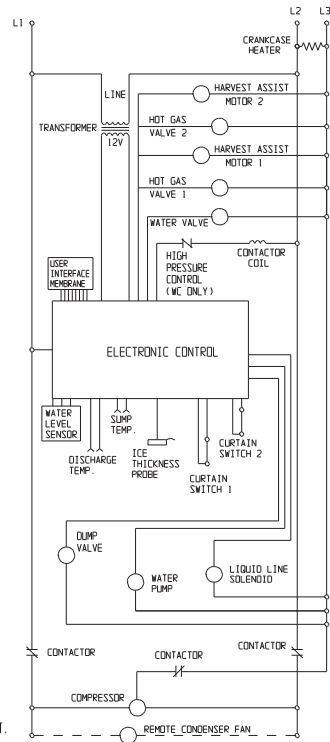 L1
L2
L3
CRANKCASE
HEATER
LINE
TRANSFORMER
12V
HARVEST ASSIST
MOTOR 2
HOT GAS
VALVE 2
HARVEST ASSIST
MOTOR 1
HOT GAS
VALVE 1
WATER VALVE
HIGH
PRESSURE
CONTROL
(WC ONLY)
CONTACTOR
COIL
USER
INTERFACE
MEMBRANE
ELECTRONIC CONTROL
WATER
LEVEL
SENSOR
DISCHARGE
TEMP.
SUMP
TEMP.
ICE
THICKNESS
PROBE
CURTAIN
SWITCH 1
CURTAIN
SWITCH 2
DUMP
VALVE
WATER
PUMP
LIQUID LINE
SOLENOID
CONTACTOR
CONTACTOR
CONTACTOR
COMPRESSOR
T.
REMOTE CONDENSER FAN